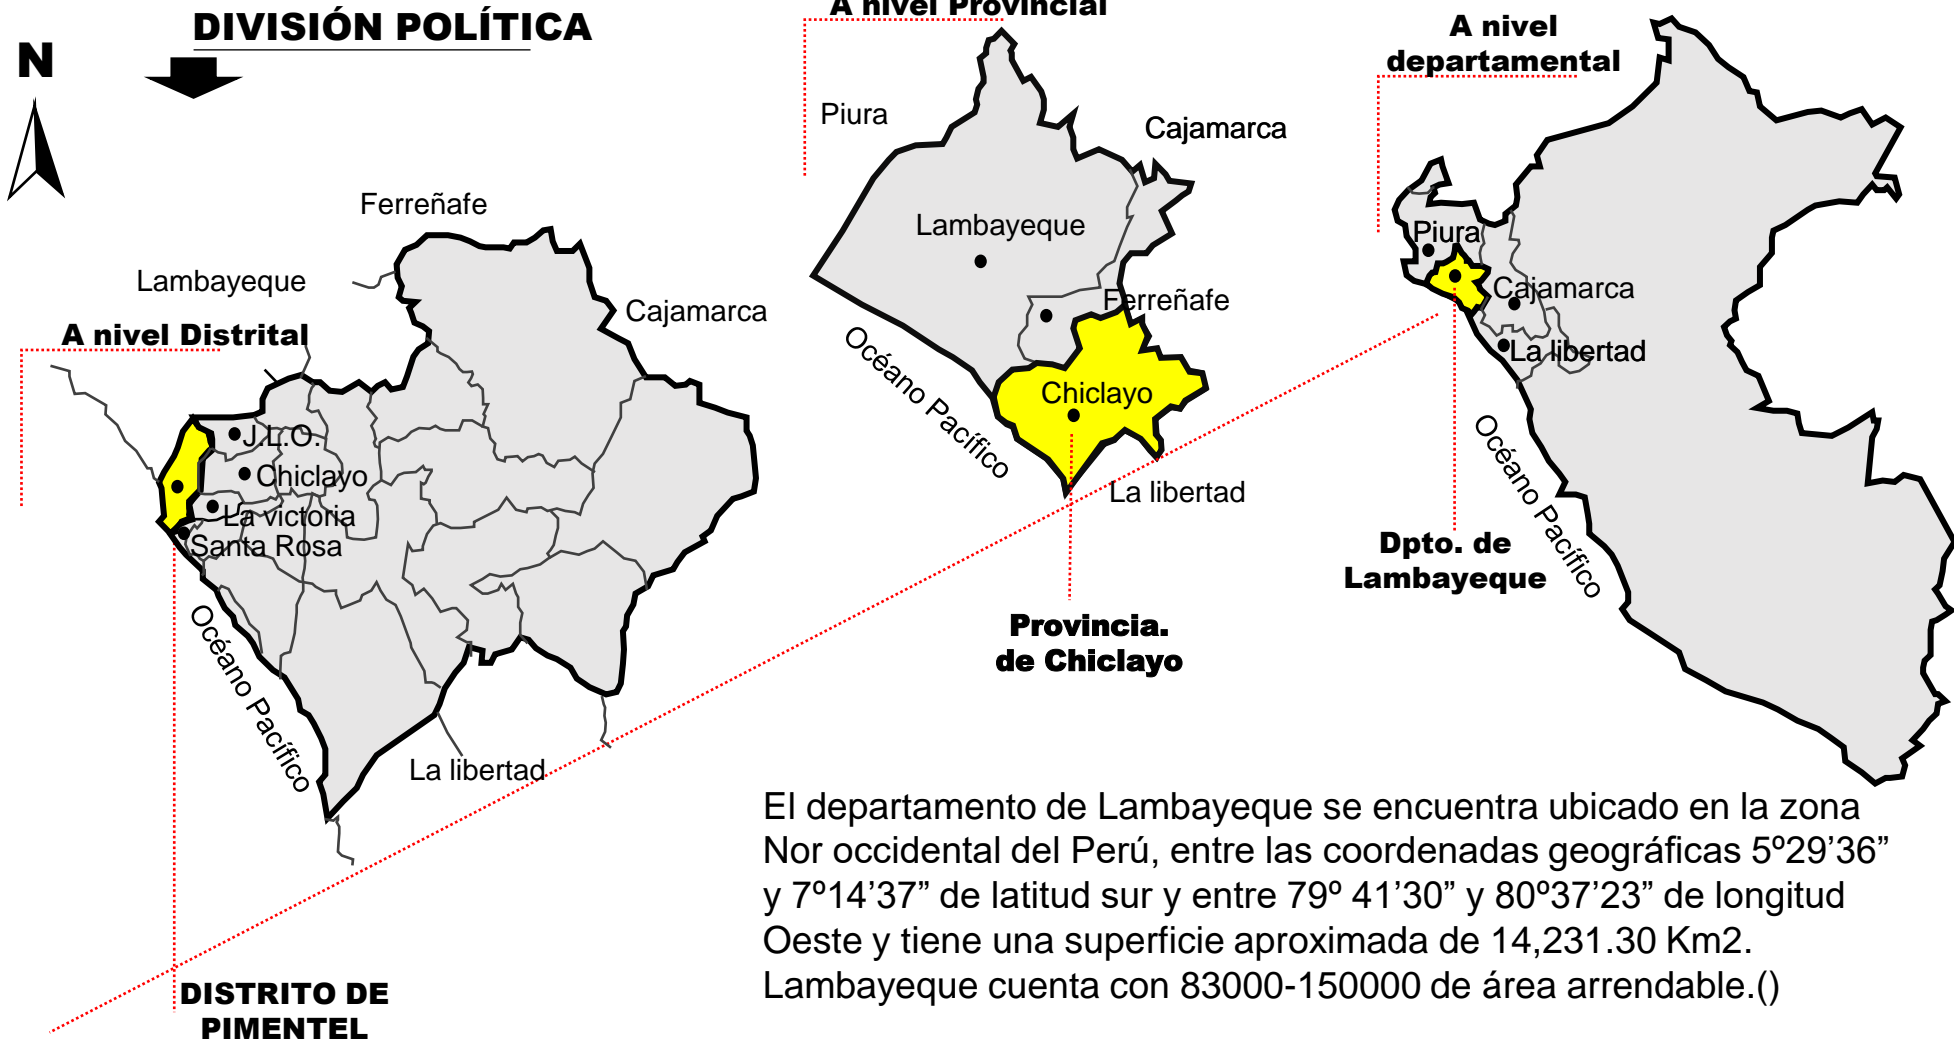 DIVISIÓN POLÍTICA
N
A nivel Provincial
A nivel
departamental
Piura
Cajamarca
Ferreñafe
Lambayeque
Lambayeque
Piura
Cajamarca
A nivel Distrital
Cajamarca
Ferreñafe
Océano Pacífico
La libertad
Chiclayo
J.L.O.
Chiclayo
La victoria
Santa Rosa
Océano Pacífico
La libertad
Océano Pacífico
Dpto. de
Lambayeque
Provincia.
de Chiclayo
La libertad
El departamento de Lambayeque se encuentra ubicado en la zona
Nor occidental del Perú, entre las coordenadas geográficas 5º29’36”
y 7º14’37” de latitud sur y entre 79º 41’30” y 80º37’23” de longitud
Oeste y tiene una superficie aproximada de 14,231.30 Km2.
Lambayeque cuenta con 83000-150000 de área arrendable.()
DISTRITO DE
PIMENTEL